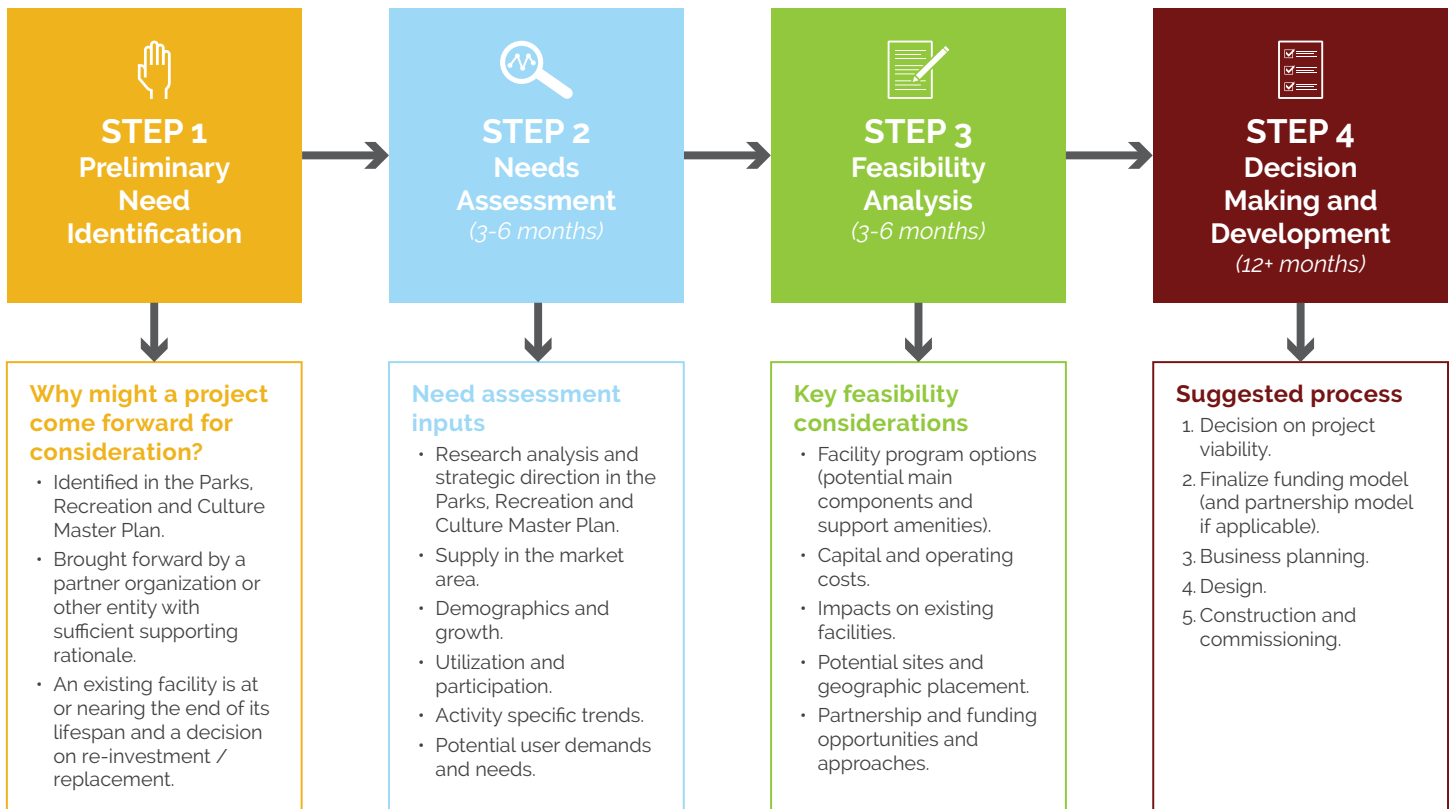 STEP 1
Preliminary
Need
Identification
STEP 2
Needs
Assessment
(3-6 months)
STEP 3
Feasibility
Analysis
(3-6 months)
STEP 4
Decision
Making and
Development
(12+ months)
Why might a project
come forward for
consideration?
• Identified in the Parks,
Recreation and Culture
Master Plan.
• Brought forward by a
partner organization or
other entity with
sufficient supporting
rationale.
• An existing facility is at
or nearing the end of its
lifespan and a decision
on re-investment /
replacement.
Need assessment
inputs
• Research analysis and
strategic direction in the
Parks, Recreation and
Culture Master Plan.
• Supply in the market
area.
• Demographics and
growth.
• Utilization and
participation.
• Activity specific trends.
• Potential user demands
and needs.
Key feasibility
considerations
• Facility program options
(potential main
components and
support amenities).
• Capital and operating
costs.
• Impacts on existing
facilities.
• Potential sites and
geographic placement.
• Partnership and funding
opportunities and
approaches.
Suggested process
1. Decision on project
viability.
2. Finalize funding model
(and partnership model
if applicable).
3. Business planning.
4. Design.
5. Construction and
commissioning.